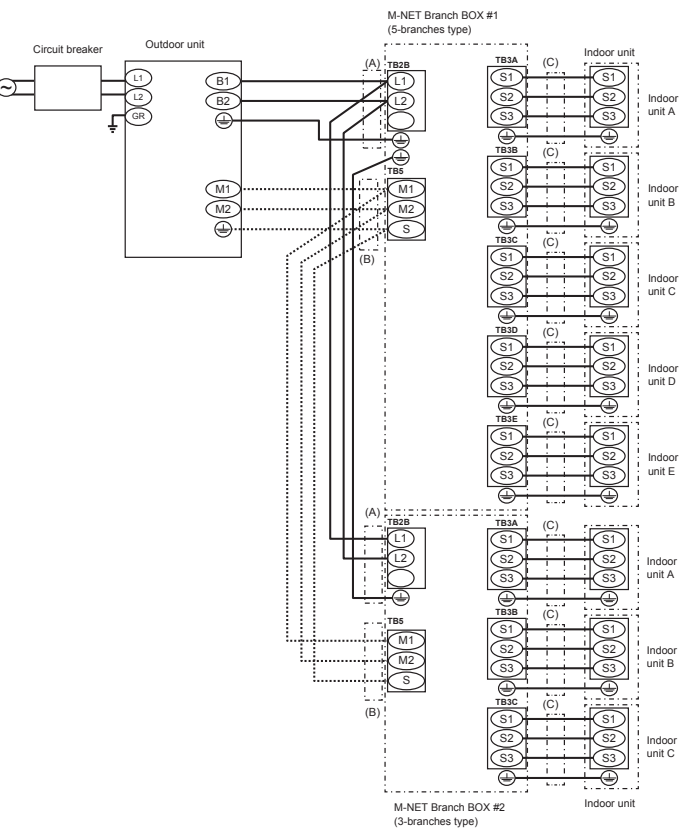 M-NET Branch BOX #1
(5-branches type)
Circuit breaker
Outdoor unit
L1
L2
GR
B1
B2
M1
M2
(A)
TB2B
L1
L2
TB5
M1
M2
S
(B)
Indoor unit
TB3A
(C)
S1
S2
S3
S1
S2
S3
Indoor
unit A
TB3B
(C)
S1
S2
S3
S1
S2
S3
Indoor
unit B
TB3C
(C)
S1
S2
S3
S1
S2
S3
Indoor
unit C
TB3D
(C)
S1
S2
S3
S1
S2
S3
Indoor
unit D
TB3E
(C)
S1
S2
S3
S1
S2
S3
Indoor
unit E
(A)
TB2B
L1
L2
TB5
M1
M2
S
(B)
TB3A
(C)
S1
S2
S3
S1
S2
S3
Indoor
unit A
TB3B
(C)
S1
S2
S3
S1
S2
S3
Indoor
unit B
TB3C
(C)
S1
S2
S3
S1
S2
S3
Indoor
unit C
Indoor unit
M-NET Branch BOX #2
(3-branches type)